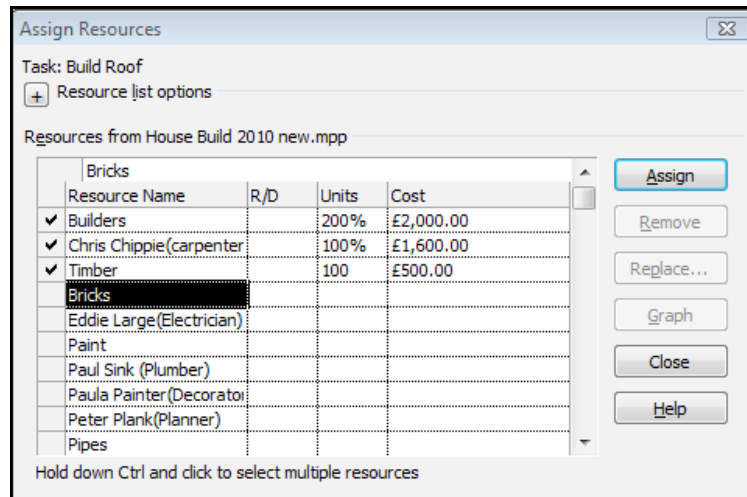 Assign Resources
Task: Build Roof
+ Resource list options
Resources from House Build 2010 new.mpp
Bricks
Resource Name R/D Units Cost
Builders 200% £2,000.00
Chris Chippie(carpenter 100% £1,600.00
Timber 100 £500.00
Bricks
Eddie Large(Electrician)
Paint
Paul Sink (Plumber)
Paula Painter(Decorator
Peter Plank(Planner)
Pipes
Assign
Remove
Replace...
Graph
Close
Help
Hold down Ctrl and click to select multiple resources